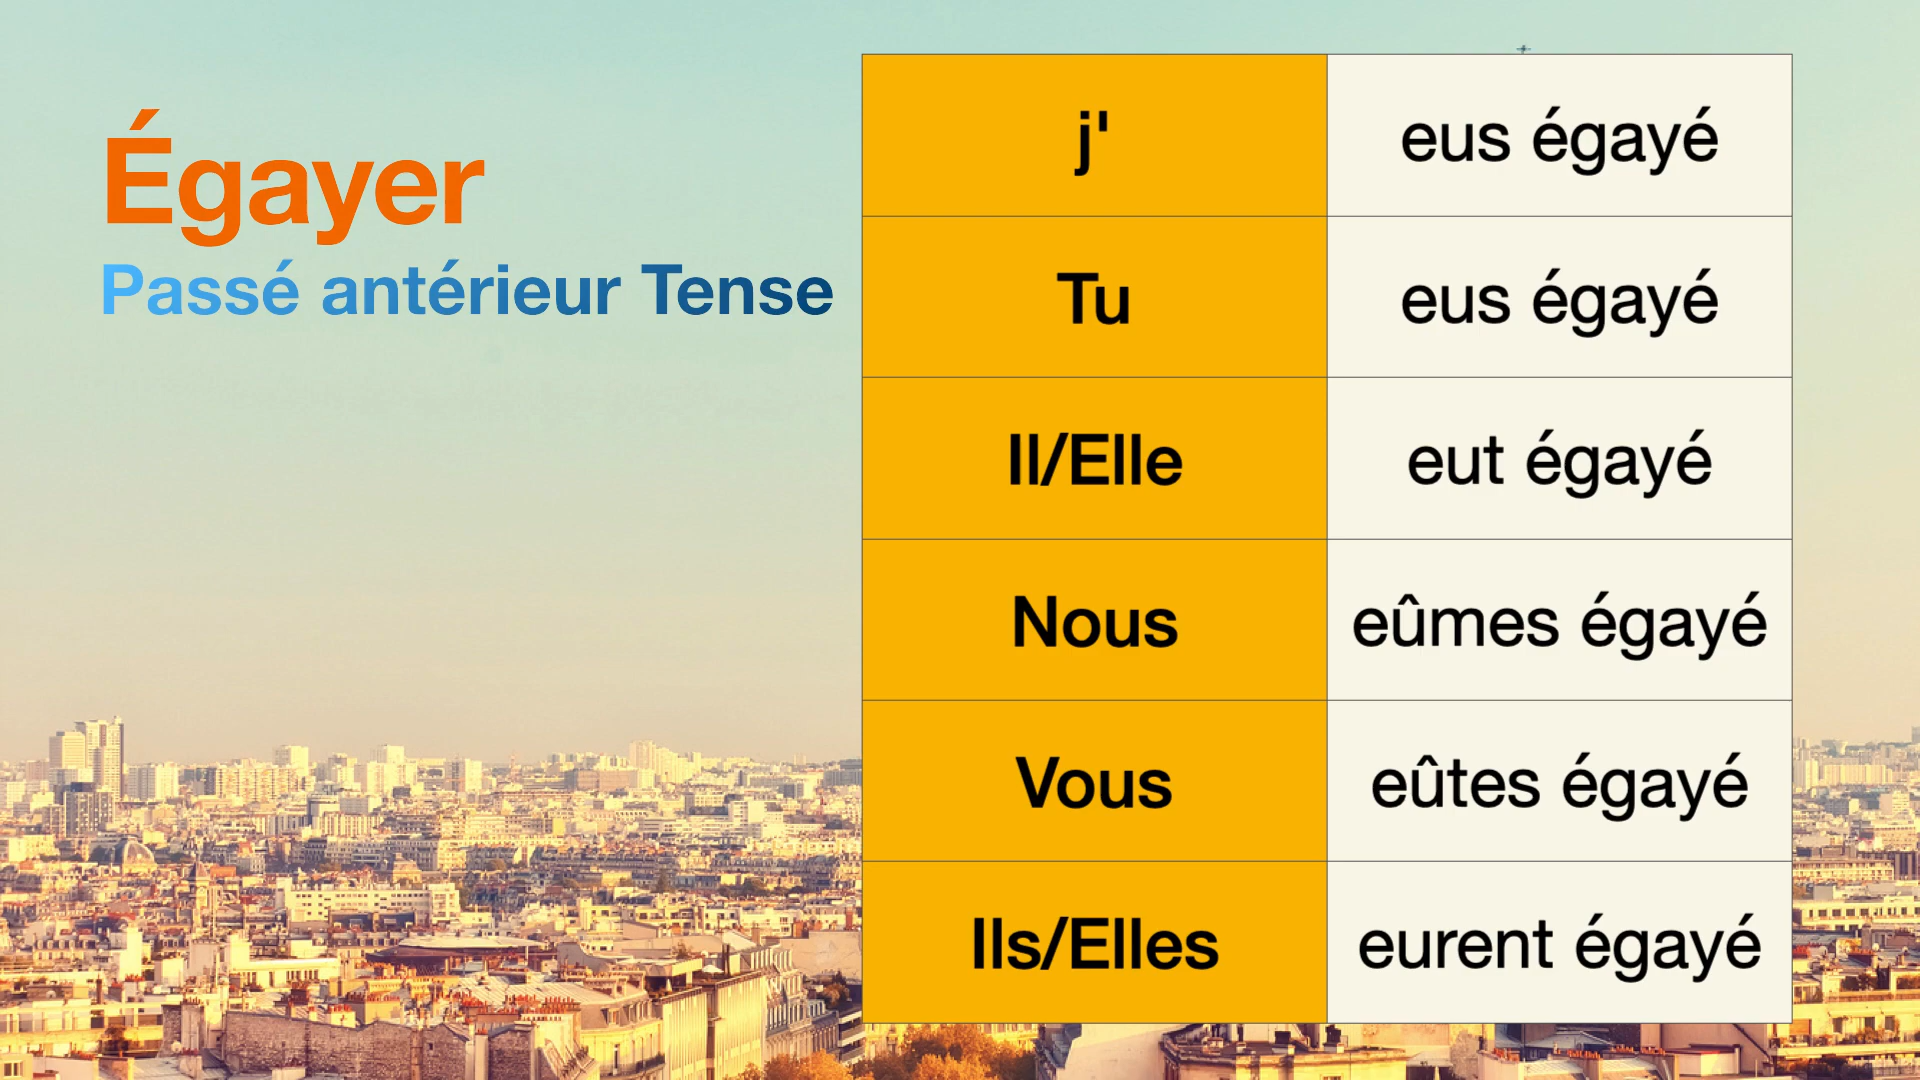 Égayer
Passé antérieur Tense
j' eus égayé
Tu eus égayé
Il/Elle eut égayé
Nous eûmes égayé
Vous eûtes égayé
Ils/Elles eurent égayé